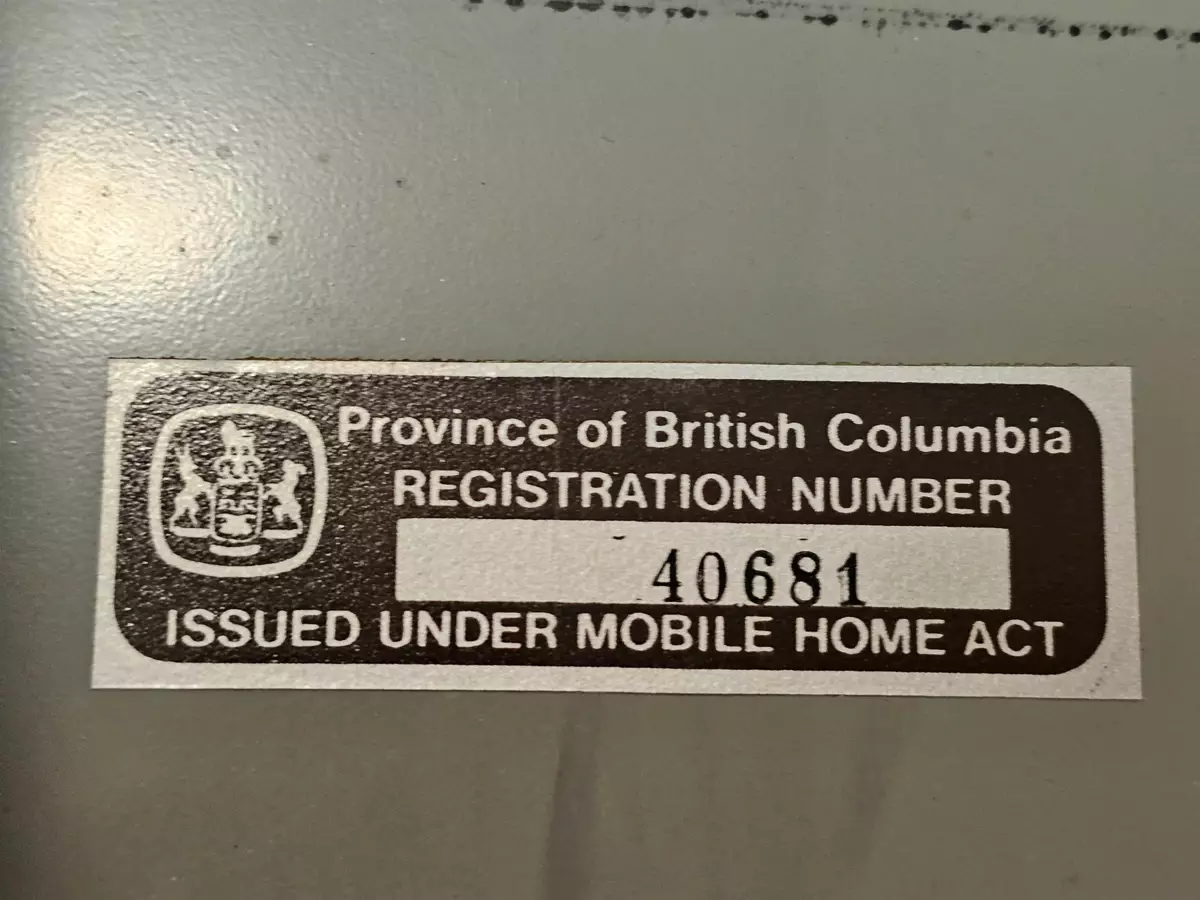 Province of British Columbia
REGISTRATION NUMBER
40681
ISSUED UNDER MOBILE HOME ACT